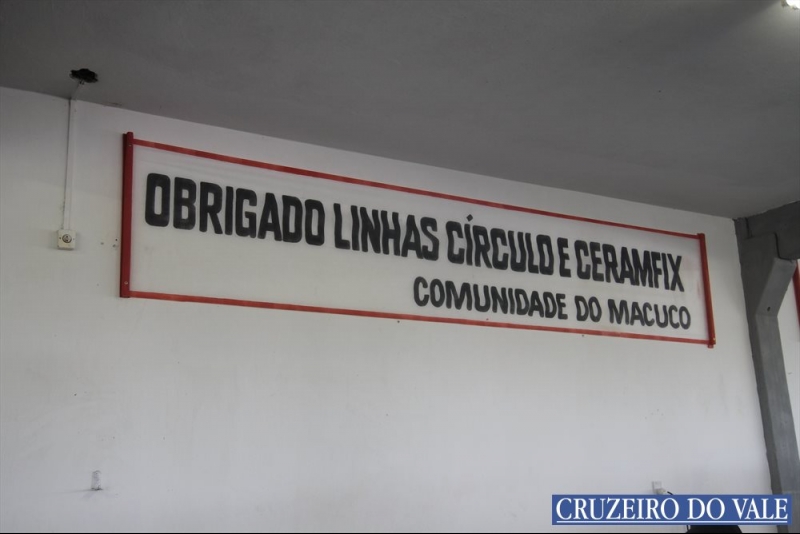 OBRIGADO LINHAS CÍRCULO E CERAMFIX
COMUNIDADE DO MACUCO
CRUZEIRO DO VALE